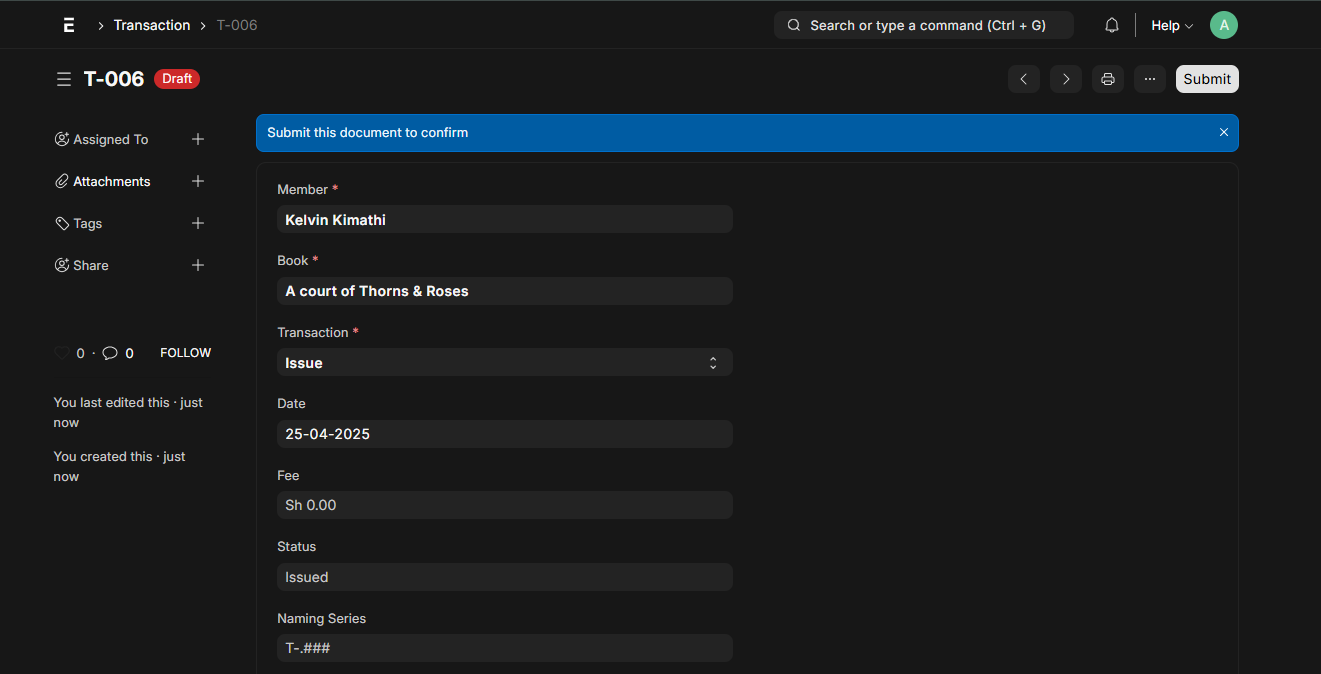 E
Transaction
T-006
Search or type a command (Ctrl + G)
Help
A
T-006
Draft
Submit
Assigned To
Attachments
Tags
Share
0 · 0 FOLLOW
You last edited this · just
now
You created this · just
now
Submit this document to confirm
Member *
Kelvin Kimathi
Book *
A court of Thorns & Roses
Transaction *
Issue
Date
25-04-2025
Fee
Sh 0.00
Status
Issued
Naming Series
T-.###